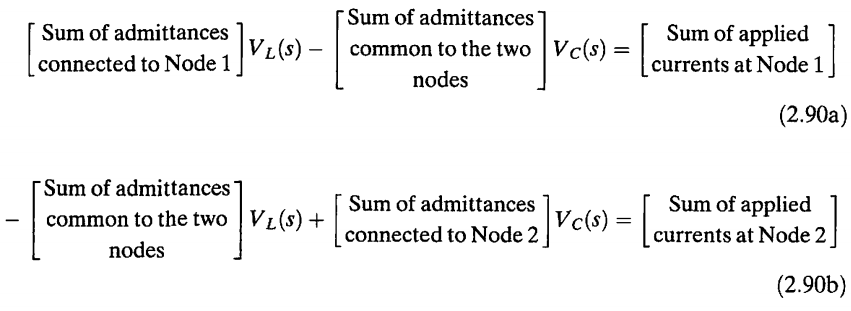 [Sum of admittances connected to Node 1] V_L(s) − [Sum of admittances common to the two nodes] V_C(s) = [Sum of applied currents at Node 1]
(2.90a)
− [Sum of admittances common to the two nodes] V_L(s) + [Sum of admittances connected to Node 2] V_C(s) = [Sum of applied currents at Node 2]
(2.90b)